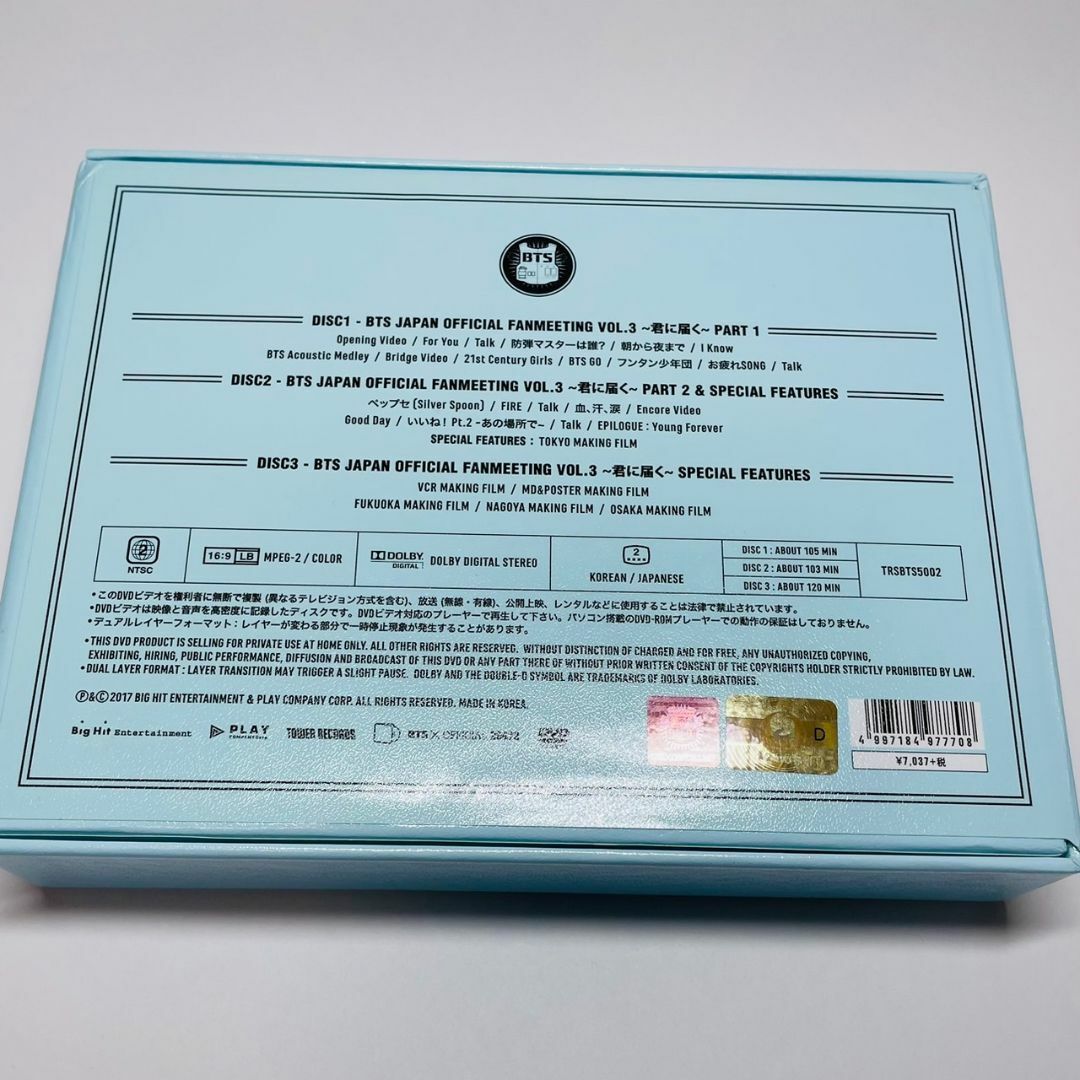 BTS
DISC1 - BTS JAPAN OFFICIAL FANMEETING VOL.3 ~君に届く~ PART 1
Opening Video / For You / Talk / 防弾マスターは誰? / 朝から夜まで / I Know
BTS Acoustic Medley / Bridge Video / 21st Century Girls / BTS GO / フンタン少年団 / お疲れSONG / Talk
DISC2 - BTS JAPAN OFFICIAL FANMEETING VOL.3 ~君に届く~ PART 2 & SPECIAL FEATURES
ペップセ (Silver Spoon) / FIRE / Talk / 血、汗、涙 / Encore Video
Good Day / いいね! Pt.2 -あの場所で- / Talk / EPILOGUE : Young Forever
SPECIAL FEATURES : TOKYO MAKING FILM
DISC3 - BTS JAPAN OFFICIAL FANMEETING VOL.3 ~君に届く~ SPECIAL FEATURES
VCR MAKING FILM / MD&POSTER MAKING FILM
FUKUOKA MAKING FILM / NAGOYA MAKING FILM / OSAKA MAKING FILM
2 NTSC
16:9 LB MPEG-2 / COLOR
DOLBY DIGITAL DOLBY DIGITAL STEREO
2 KOREAN / JAPANESE
DISC 1 : ABOUT 105 MIN
DISC 2 : ABOUT 103 MIN
DISC 3 : ABOUT 120 MIN
TRSBTS5002
•このDVDビデオを権利者に無断で複製 (異なるテレビジョン方式を含む)、放送 (無線・有線)、公開上映、レンタルなどに使用することは法律で禁止されています。
•DVDビデオは映像と音声を高密度に記録したディスクです。DVDビデオ対応のプレーヤーで再生して下さい。パソコン搭載のDVD-ROMプレーヤーでの動作の保証はしておりません。
•デュアルレイヤーフォーマット : レイヤーが変わる部分で一時停止現象が発生することがあります。
•THIS DVD PRODUCT IS SELLING FOR PRIVATE USE AT HOME ONLY. ALL OTHER RIGHTS ARE RESERVED. WITHOUT DISTINCTION OF CHARGED AND FOR FREE, ANY UNAUTHORIZED COPYING,
EXHIBITING, HIRING, PUBLIC PERFORMANCE, DIFFUSION AND BROADCAST OF THIS DVD OR ANY PART THERE OF WITHOUT PRIOR WRITTEN CONSENT OF THE COPYRIGHTS HOLDER STRICTLY PROHIBITED BY LAW.
•DUAL LAYER FORMAT : LAYER TRANSITION MAY TRIGGER A SLIGHT PAUSE. DOLBY AND THE DOUBLE-D SYMBOL ARE TRADEMARKS OF DOLBY LABORATORIES.
Ⓟ&Ⓒ 2017 BIG HIT ENTERTAINMENT & PLAY COMPANY CORP. ALL RIGHTS RESERVED. MADE IN KOREA.
Big Hit Entertainment
PLAY
TOWER RECORDS
BTS
DVD
D
4 997184 977708
¥7,037+税